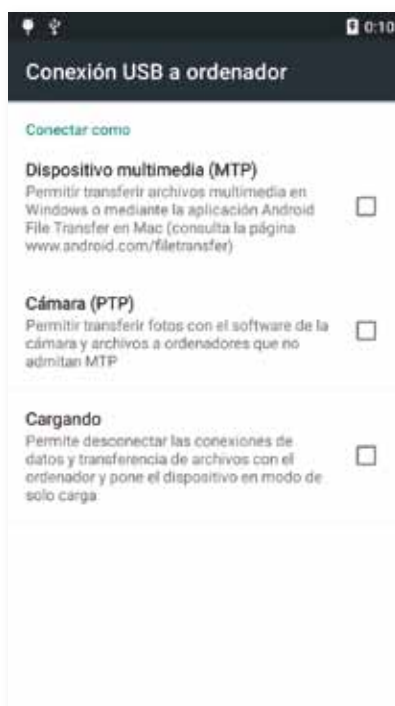 0:10
Conexión USB a ordenador
Conectar como
Dispositivo multimedia (MTP)
Permitir transferir archivos multimedia en
Windows o mediante la aplicación Android
File Transfer en Mac (consulta la página
www.android.com/filetransfer)
Cámara (PTP)
Permitir transferir fotos con el software de la
cámara y archivos a ordenadores que no
admitan MTP
Cargando
Permite desconectar las conexiones de
datos y transferencia de archivos con el
ordenador y pone el dispositivo en modo de
solo carga